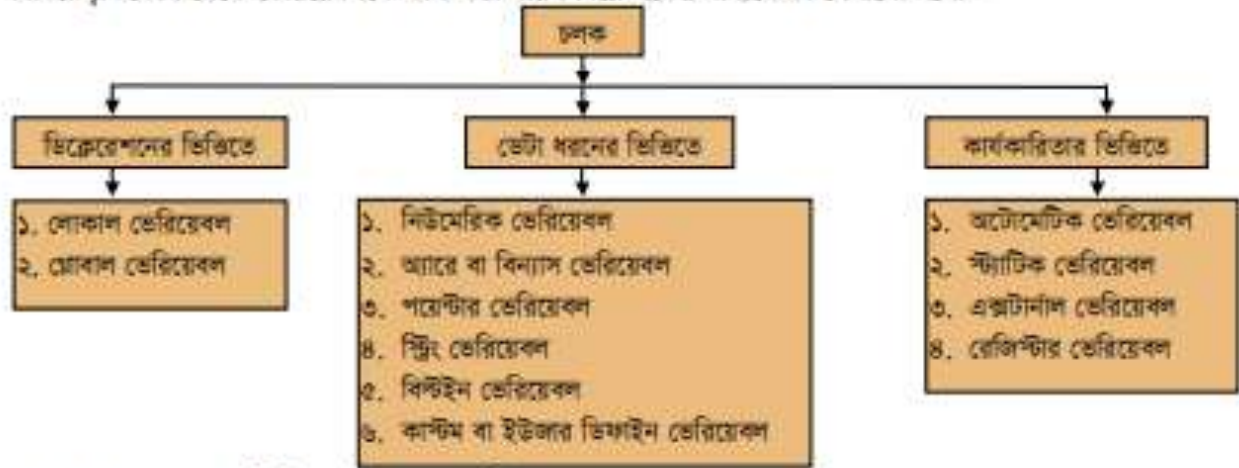 চলক
ডিক্লেরেশনের ভিত্তিতে
ডেটা ধরনের ভিত্তিতে
কার্যকারিতার ভিত্তিতে
১. লোকাল ভেরিয়েবল
২. গ্লোবাল ভেরিয়েবল
১. নিউমেরিক ভেরিয়েবল
২. অ্যারে বা বিন্যাস ভেরিয়েবল
৩. পয়েন্টার ভেরিয়েবল
৪. স্ট্রিং ভেরিয়েবল
৫. বিল্টইন ভেরিয়েবল
৬. কাস্টম বা ইউজার ডিফাইন ভেরিয়েবল
১. অটোমেটিক ভেরিয়েবল
২. স্ট্যাটিক ভেরিয়েবল
৩. এক্সটার্নাল ভেরিয়েবল
৪. রেজিস্টার ভেরিয়েবল